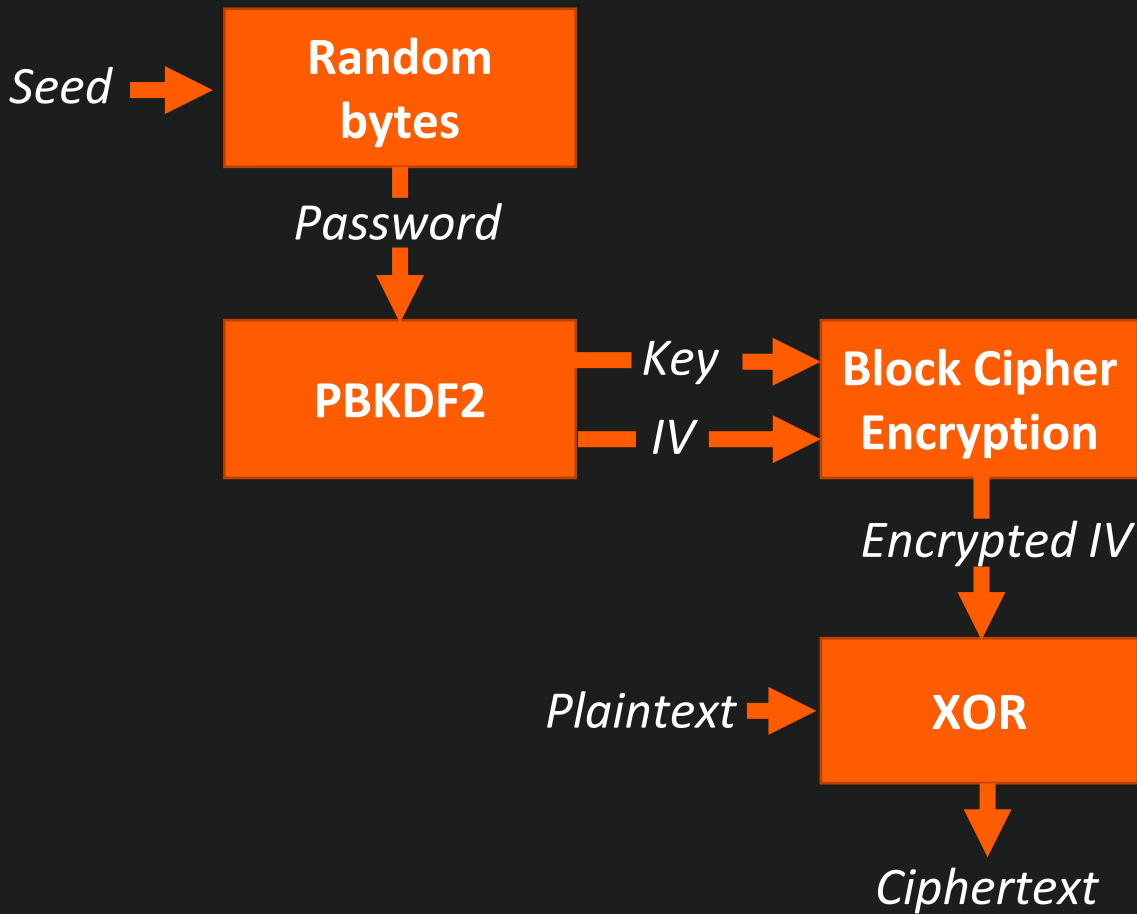 Seed
Random
bytes
Password
PBKDF2
Key
IV
Block Cipher
Encryption
Encrypted IV
Plaintext
XOR
Ciphertext